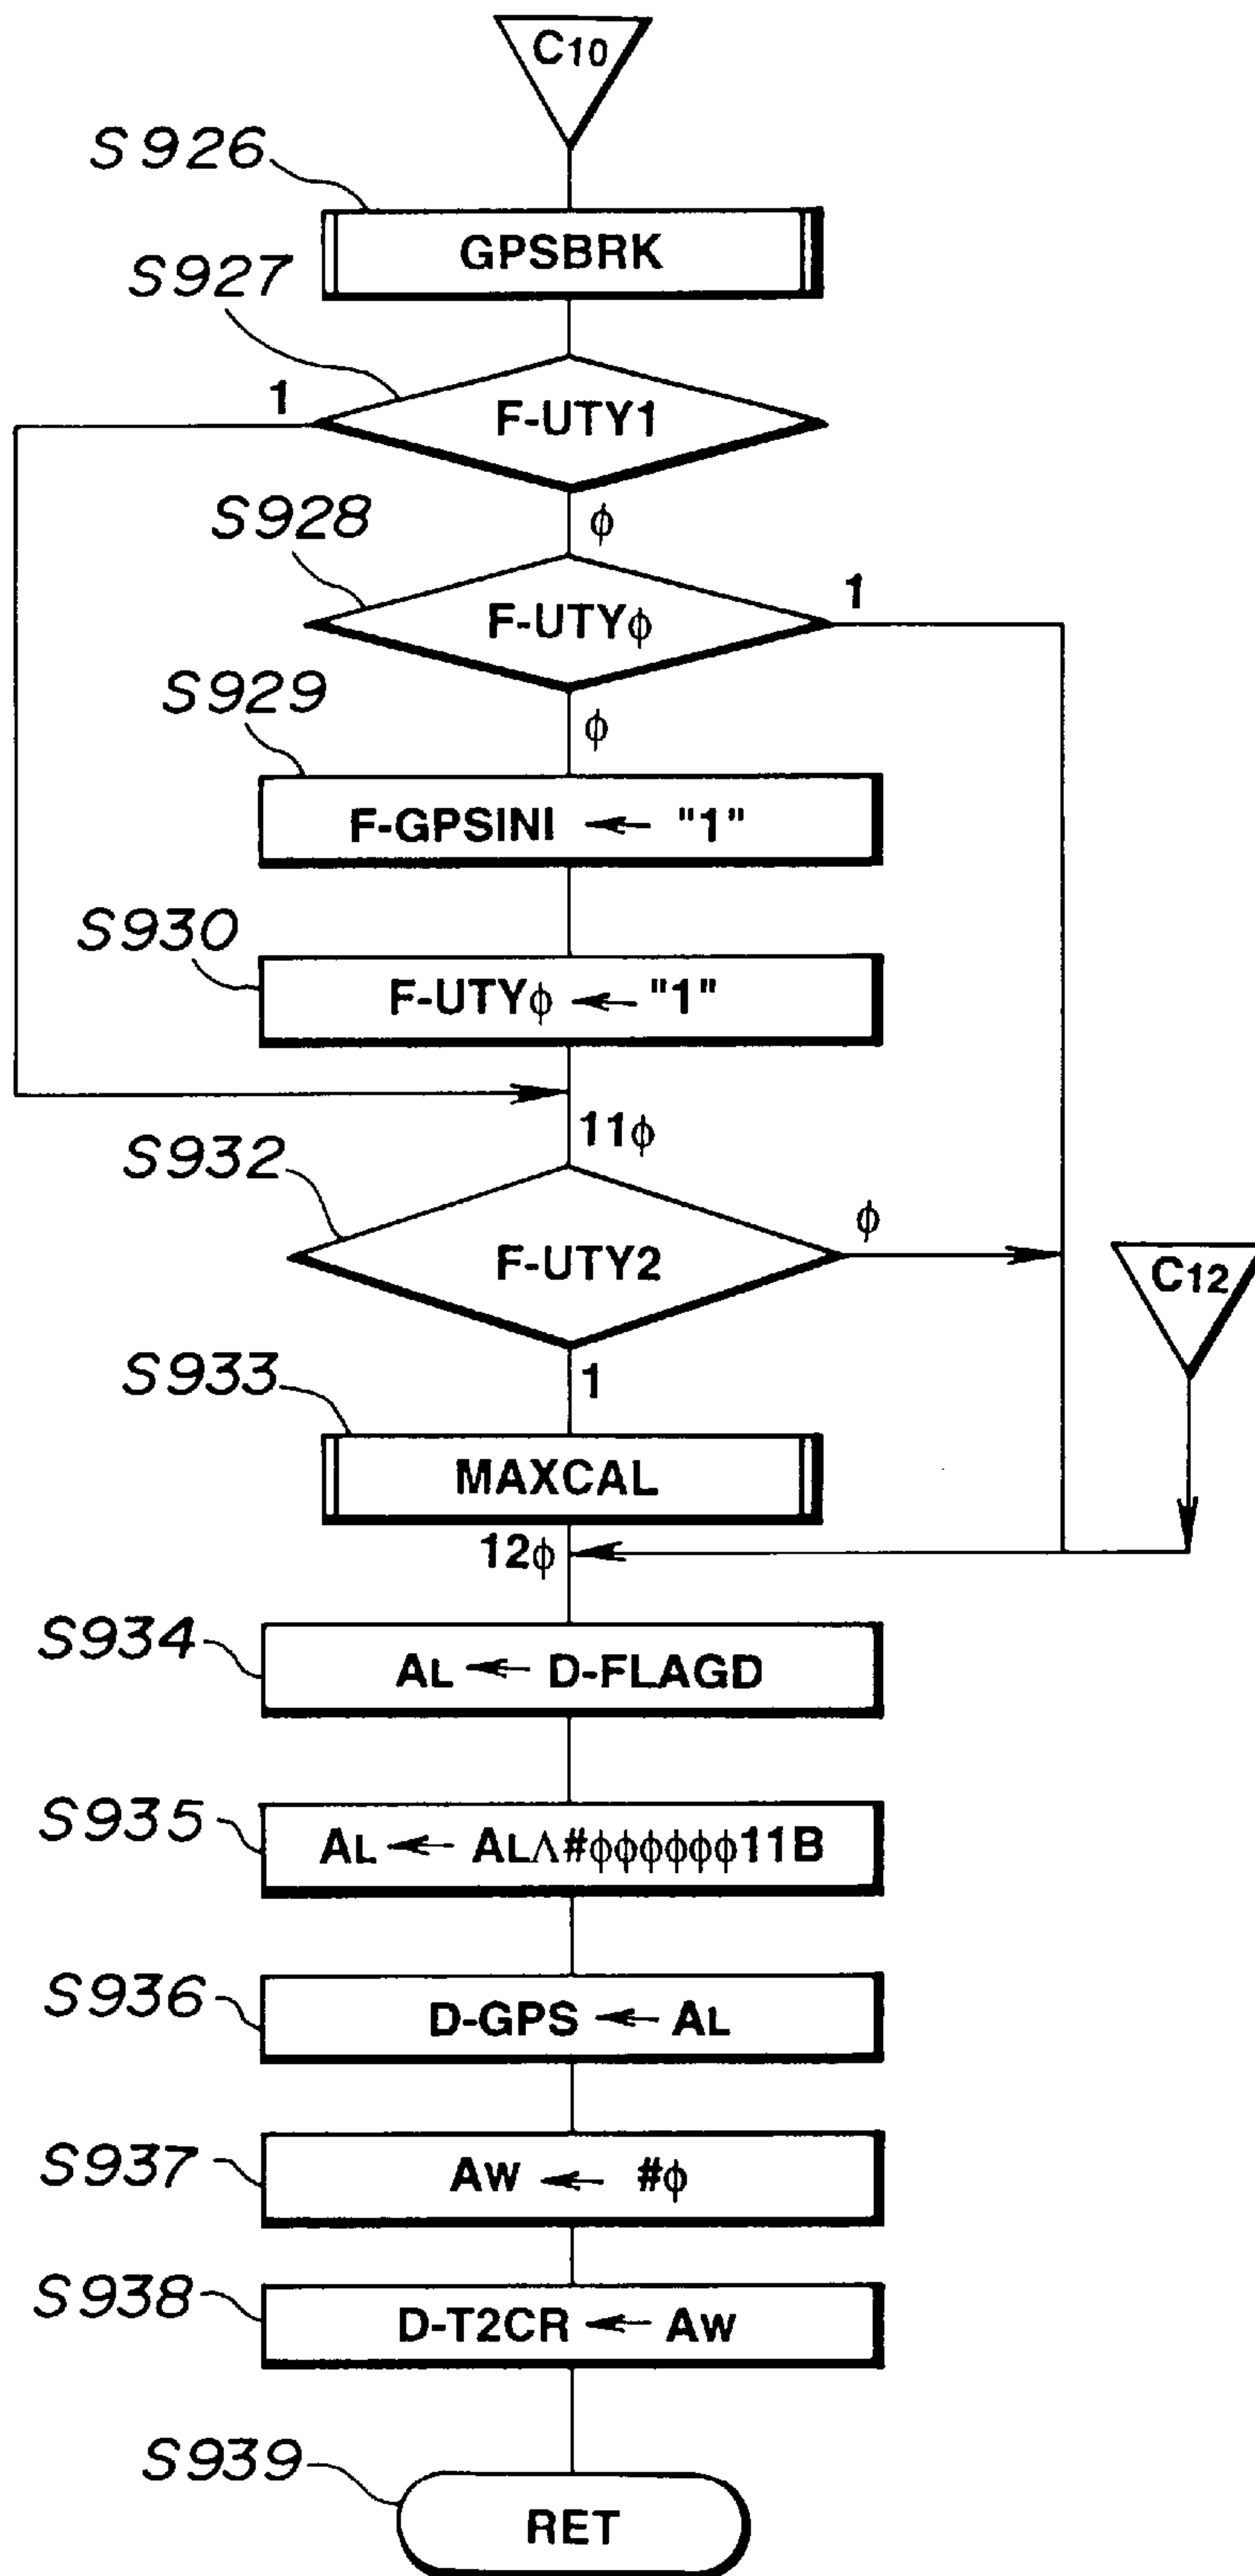 C10
S926
GPSBRK
S927
1
F-UTY1
ϕ
S928
1
F-UTYϕ
ϕ
S929
F-GPSINI ← "1"
S930
F-UTYϕ ← "1"
11ϕ
S932
ϕ
F-UTY2
C12
1
S933
MAXCAL
12ϕ
S934
AL ← D-FLAGD
S935
AL ← ALΛ#ϕϕϕϕϕϕ11B
S936
D-GPS ← AL
S937
AW ← #ϕ
S938
D-T2CR ← AW
S939
RET